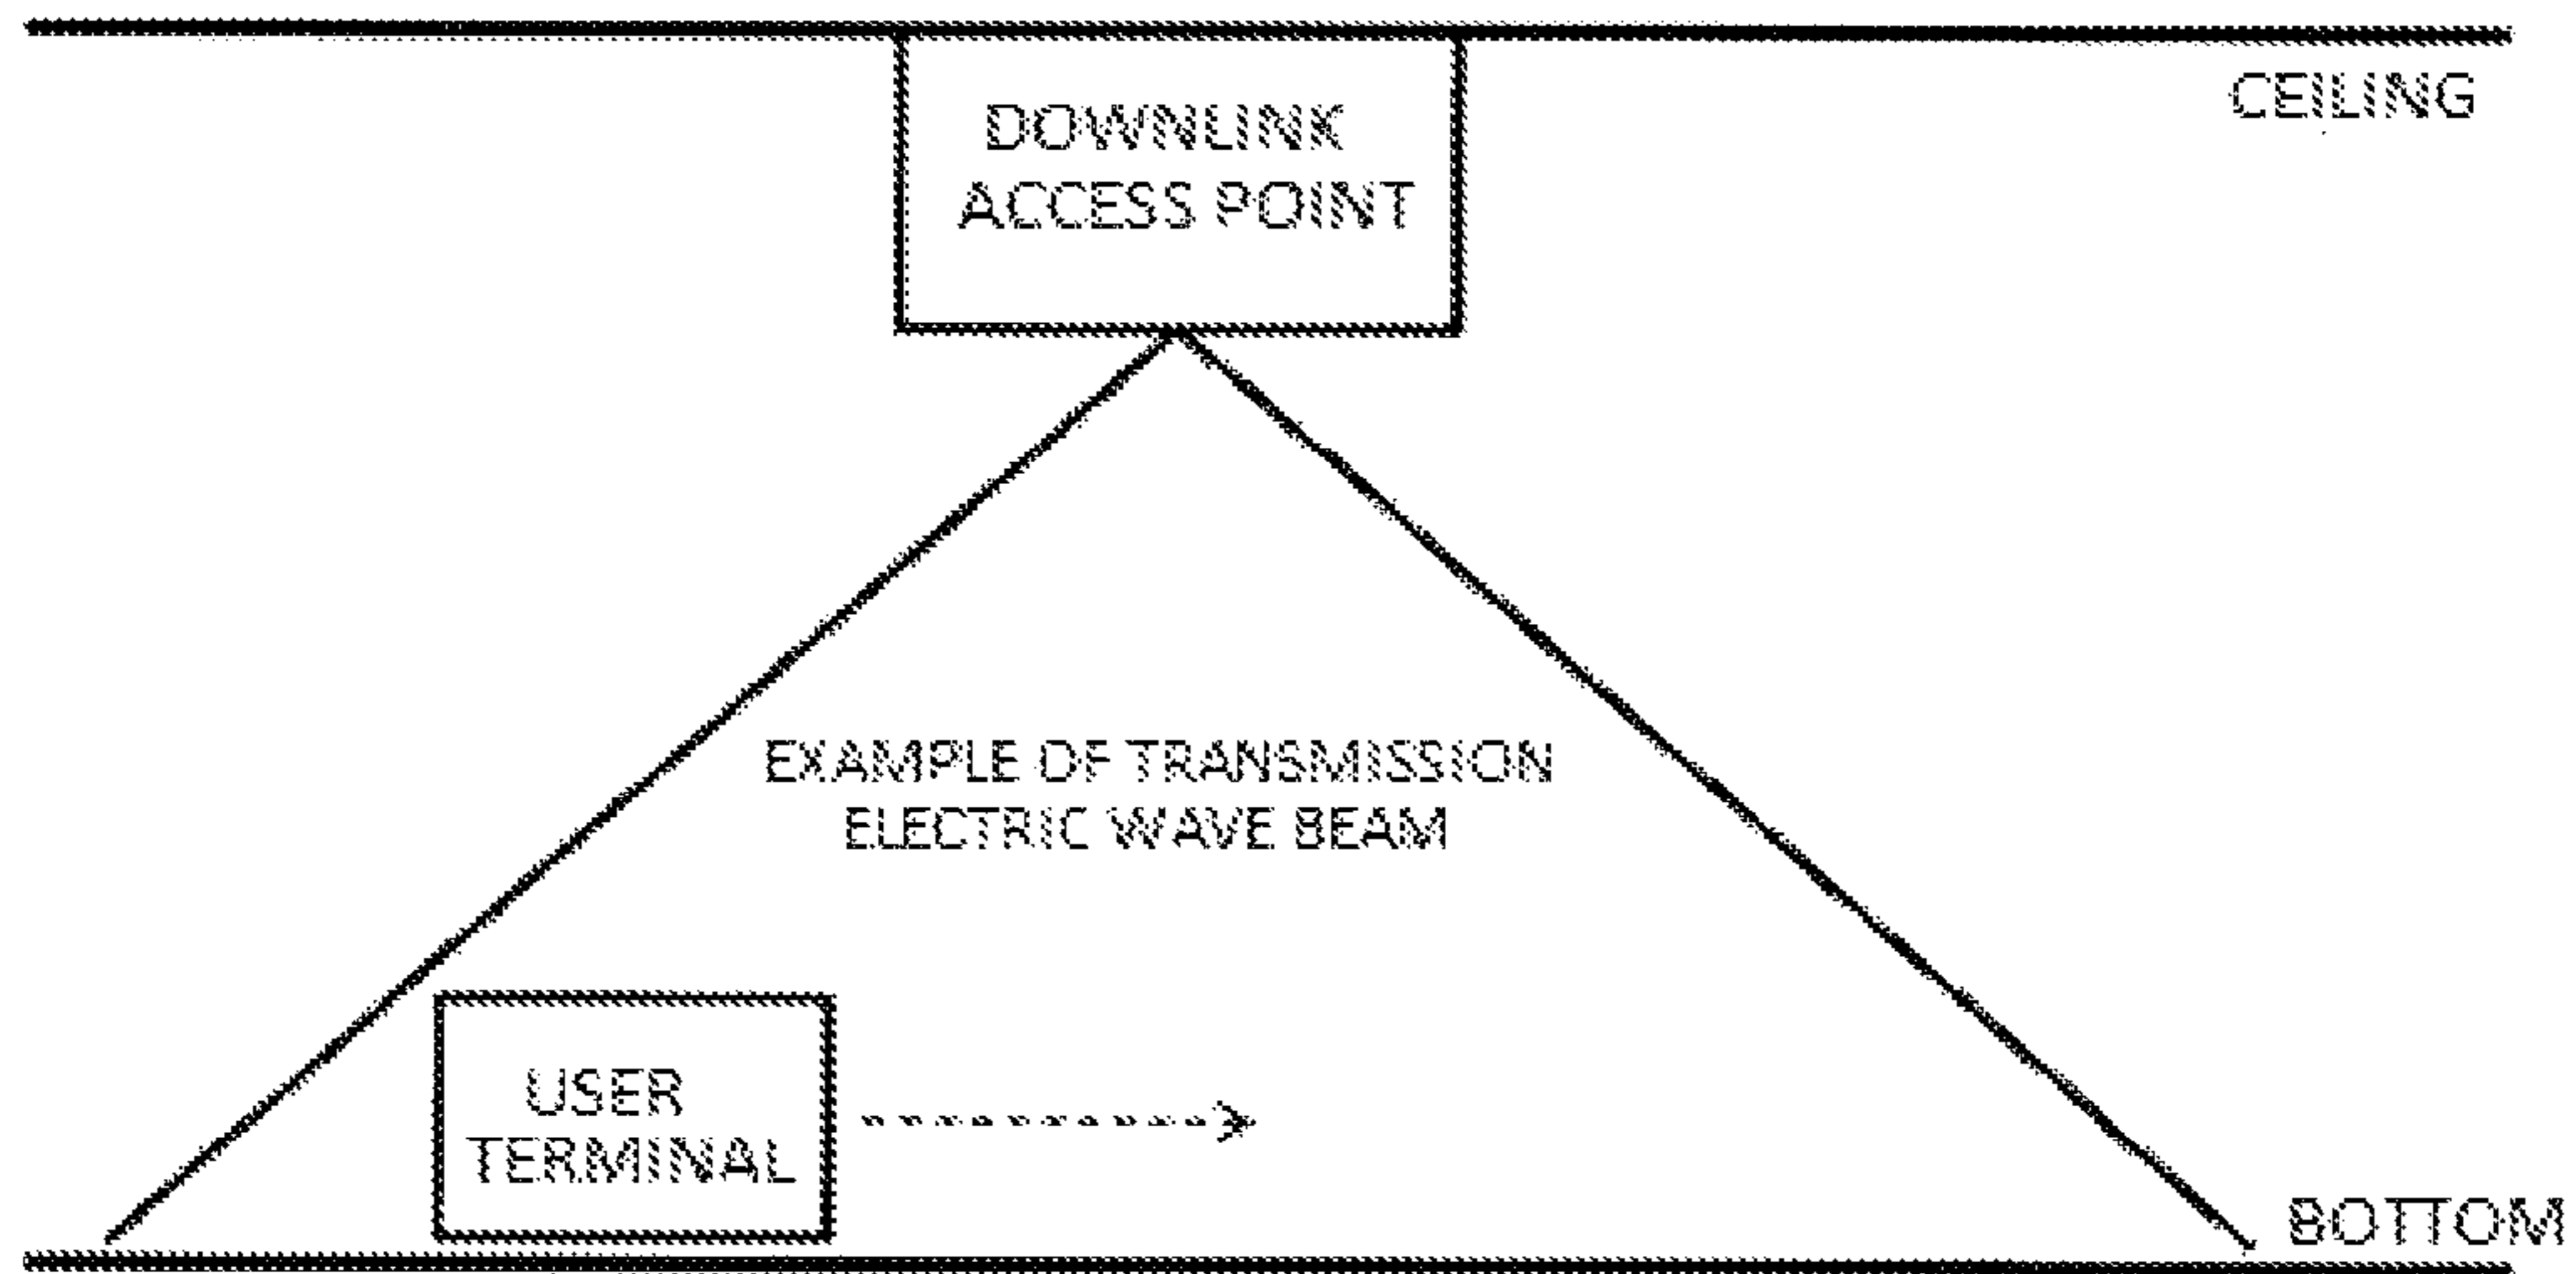 CEILING
DOWNLINK
ACCESS POINT
EXAMPLE OF TRANSMISSION
ELECTRIC WAVE BEAM
USER
TERMINAL
BOTTOM